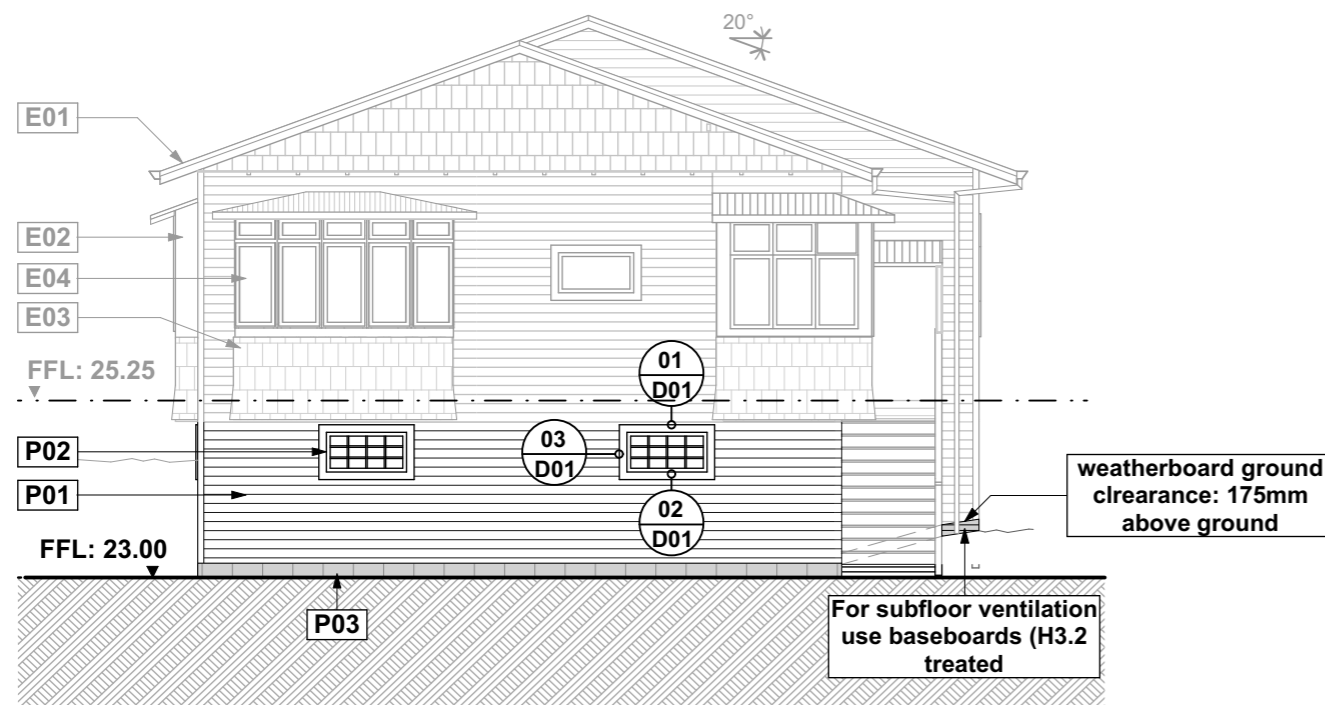 20°
E01
E02
E04
E03
FFL: 25.25
01
D01
03
D01
P02
P01
02
D01
weatherboard ground
clrearance: 175mm
above ground
FFL: 23.00
P03
For subfloor ventilation
use baseboards (H3.2
treated